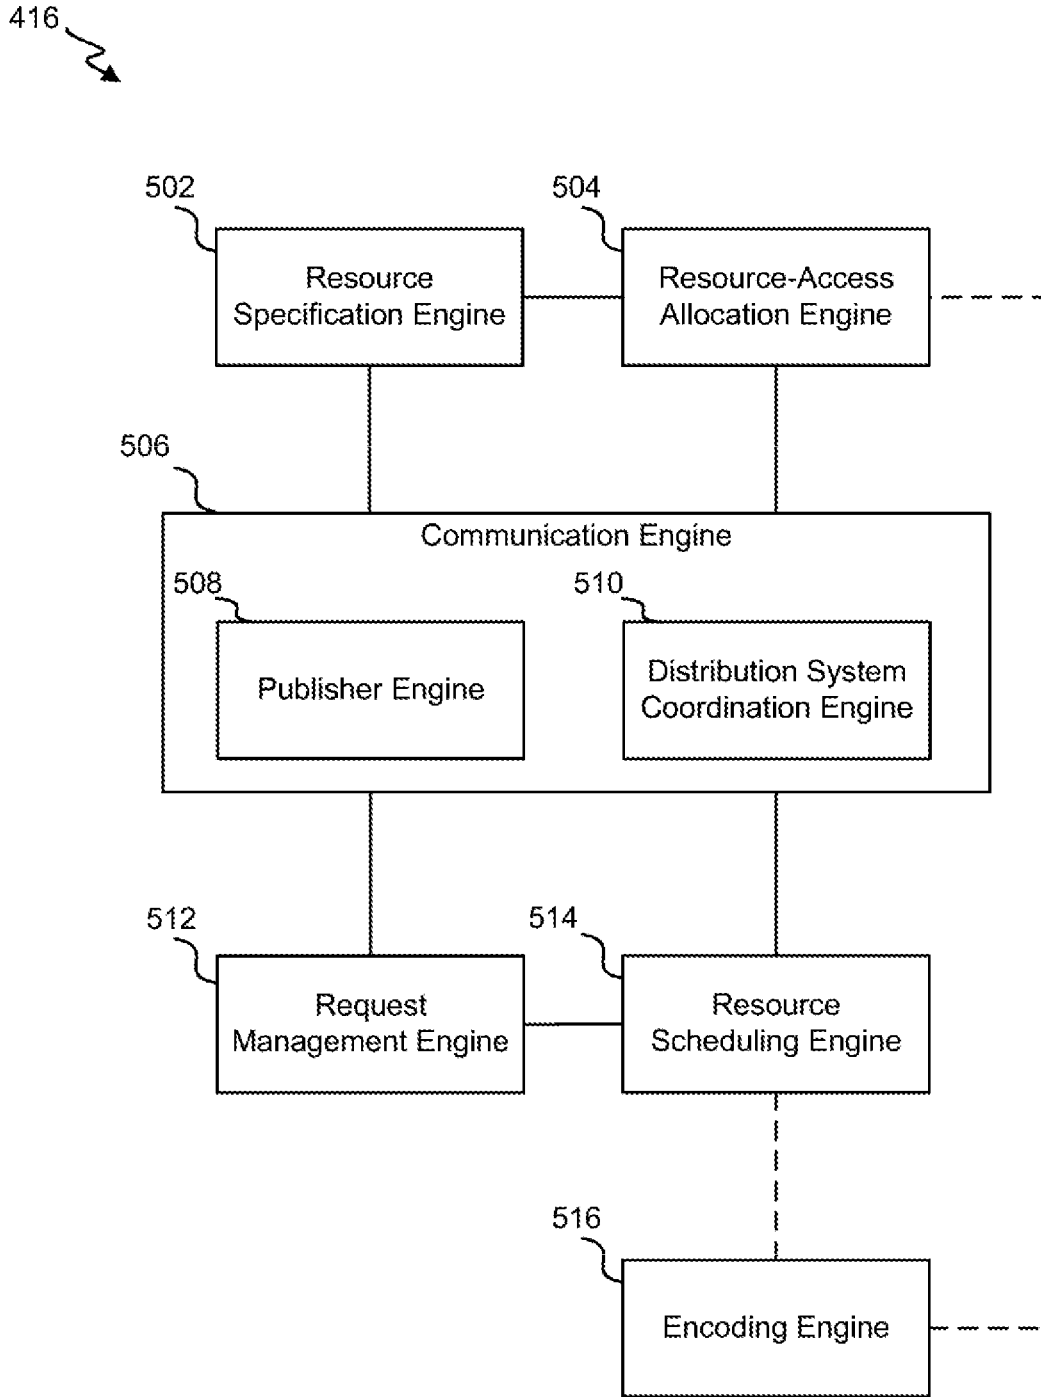 416
502
504
Resource
Specification Engine
Resource-Access
Allocation Engine
506
Communication Engine
508
510
Publisher Engine
Distribution System
Coordination Engine
512
514
Request
Management Engine
Resource
Scheduling Engine
516
Encoding Engine